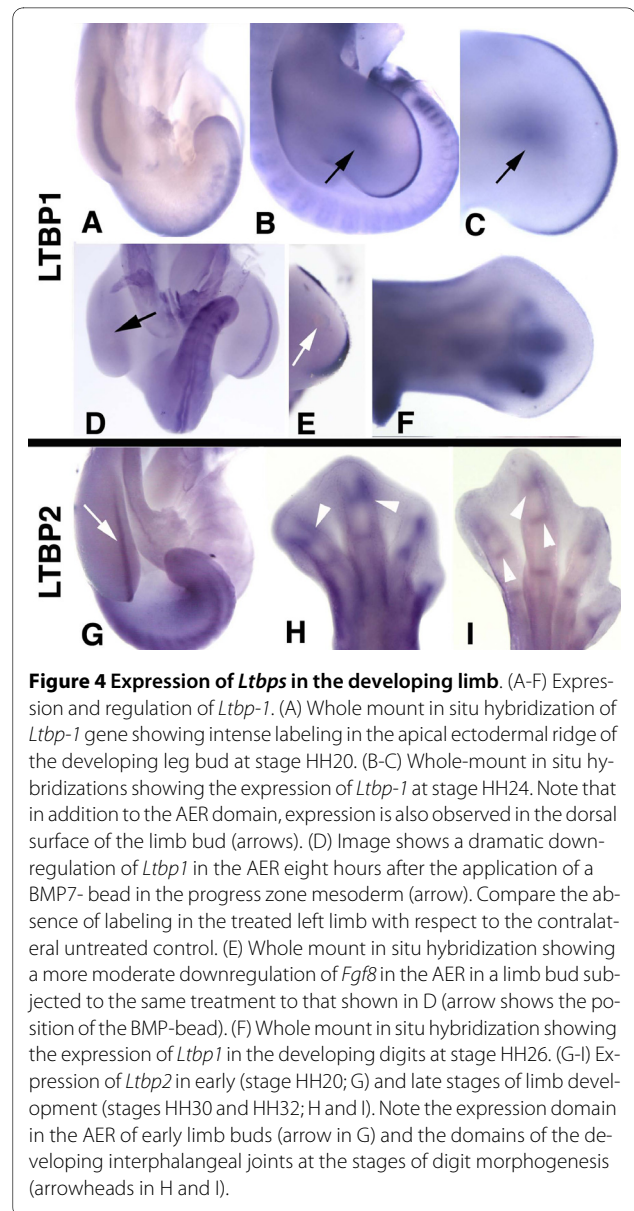 LTBP1
A
B
C
D
E
F
LTBP2
G
H
I
Figure 4 Expression of Ltbps in the developing limb. (A-F) Expres-
sion and regulation of Ltbp-1. (A) Whole mount in situ hybridization of
Ltbp-1 gene showing intense labeling in the apical ectodermal ridge of
the developing leg bud at stage HH20. (B-C) Whole-mount in situ hy-
bridizations showing the expression of Ltbp-1 at stage HH24. Note that
in addition to the AER domain, expression is also observed in the dorsal
surface of the limb bud (arrows). (D) Image shows a dramatic down-
regulation of Ltbp1 in the AER eight hours after the application of a
BMP7- bead in the progress zone mesoderm (arrow). Compare the ab-
sence of labeling in the treated left limb with respect to the contralat-
eral untreated control. (E) Whole mount in situ hybridization showing
a more moderate downregulation of Fgf8 in the AER in a limb bud sub-
jected to the same treatment to that shown in D (arrow shows the po-
sition of the BMP-bead). (F) Whole mount in situ hybridization showing
the expression of Ltbp1 in the developing digits at stage HH26. (G-I) Ex-
pression of Ltbp2 in early (stage HH20; G) and late stages of limb devel-
opment (stages HH30 and HH32; H and I). Note the expression domain
in the AER of early limb buds (arrow in G) and the domains of the de-
veloping interphalangeal joints at the stages of digit morphogenesis
(arrowheads in H and I).